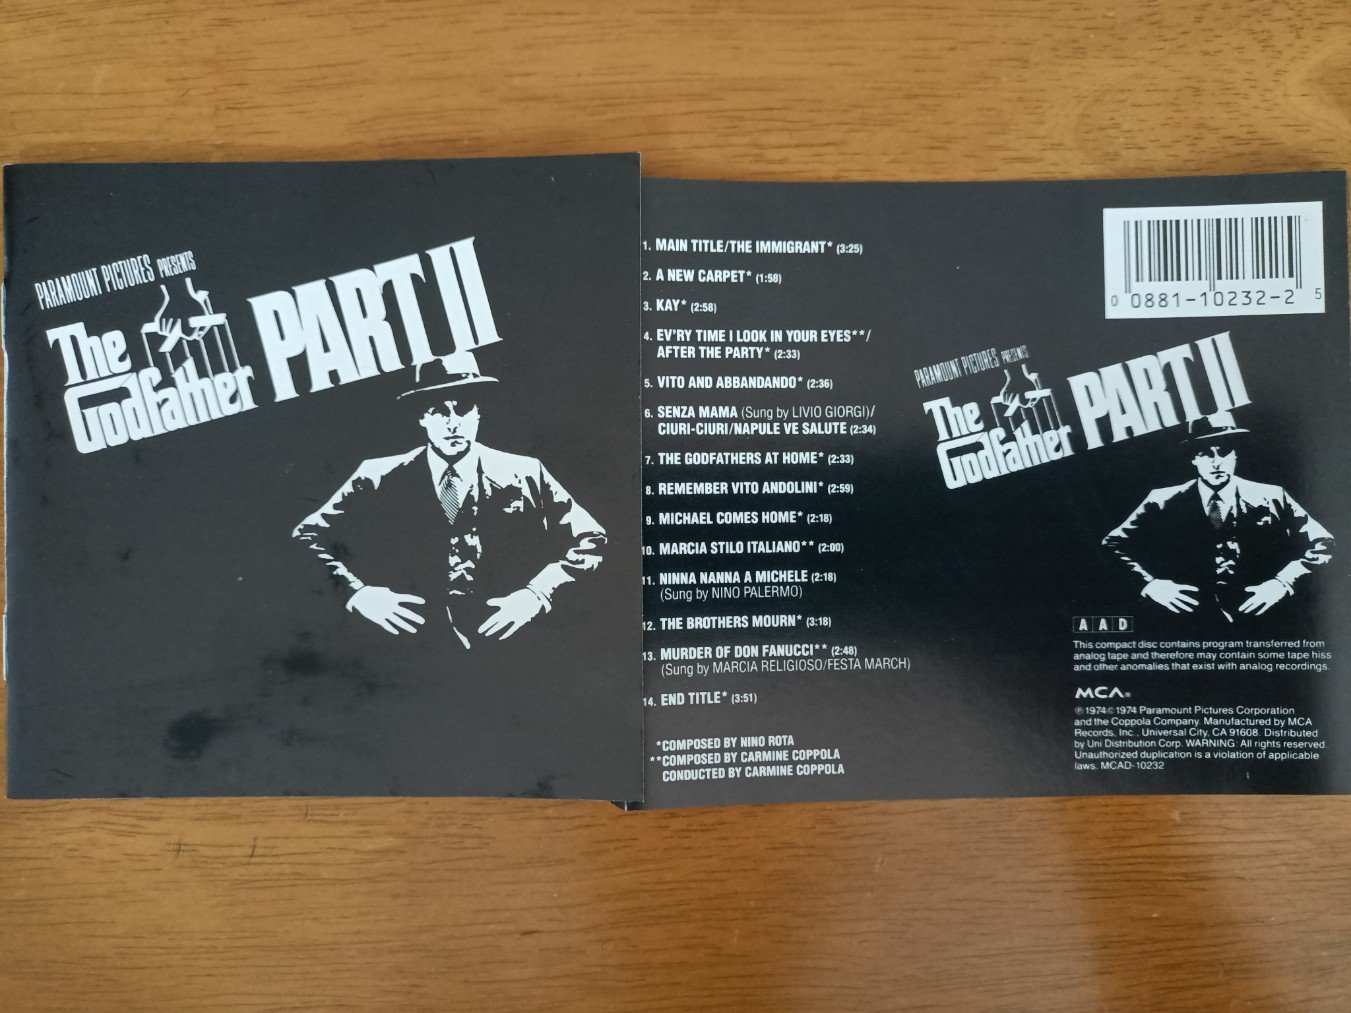 PARAMOUNT PICTURES PRESENTS
The Godfather PART II
1. MAIN TITLE/THE IMMIGRANT* (3:25)
2. A NEW CARPET* (1:58)
3. KAY* (2:58)
4. EV'RY TIME I LOOK IN YOUR EYES**/
AFTER THE PARTY* (2:33)
5. VITO AND ABBANDANDO* (2:36)
6. SENZA MAMA (Sung by LIVIO GIORGI)/
CIURI-CIURI/NAPULE VE SALUTE (2:34)
7. THE GODFATHERS AT HOME* (2:33)
8. REMEMBER VITO ANDOLINI* (2:59)
9. MICHAEL COMES HOME* (2:18)
10. MARCIA STILO ITALIANO** (2:00)
11. NINNA NANNA A MICHELE (2:18)
(Sung by NINO PALERMO)
12. THE BROTHERS MOURN* (3:18)
13. MURDER OF DON FANUCCI** (2:48)
(Sung by MARCIA RELIGIOSO/FESTA MARCH)
14. END TITLE* (3:51)
*COMPOSED BY NINO ROTA
**COMPOSED BY CARMINE COPPOLA
CONDUCTED BY CARMINE COPPOLA
0 0881-10232-2 5
PARAMOUNT PICTURES PRESENTS
The Godfather PART II
AAD
This compact disc contains program transferred from
analog tape and therefore may contain some tape hiss
and other anomalies that exist with analog recordings.
MCA®
℗ 1974 © 1974 Paramount Pictures Corporation
and the Coppola Company. Manufactured by MCA
Records, Inc., Universal City, CA 91608. Distributed
by Uni Distribution Corp. WARNING: All rights reserved.
Unauthorized duplication is a violation of applicable
laws. MCAD-10232